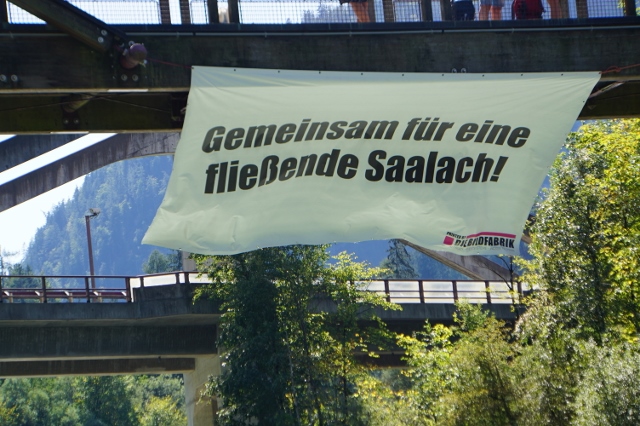 Gemeinsam für eine
fließende Saalach!